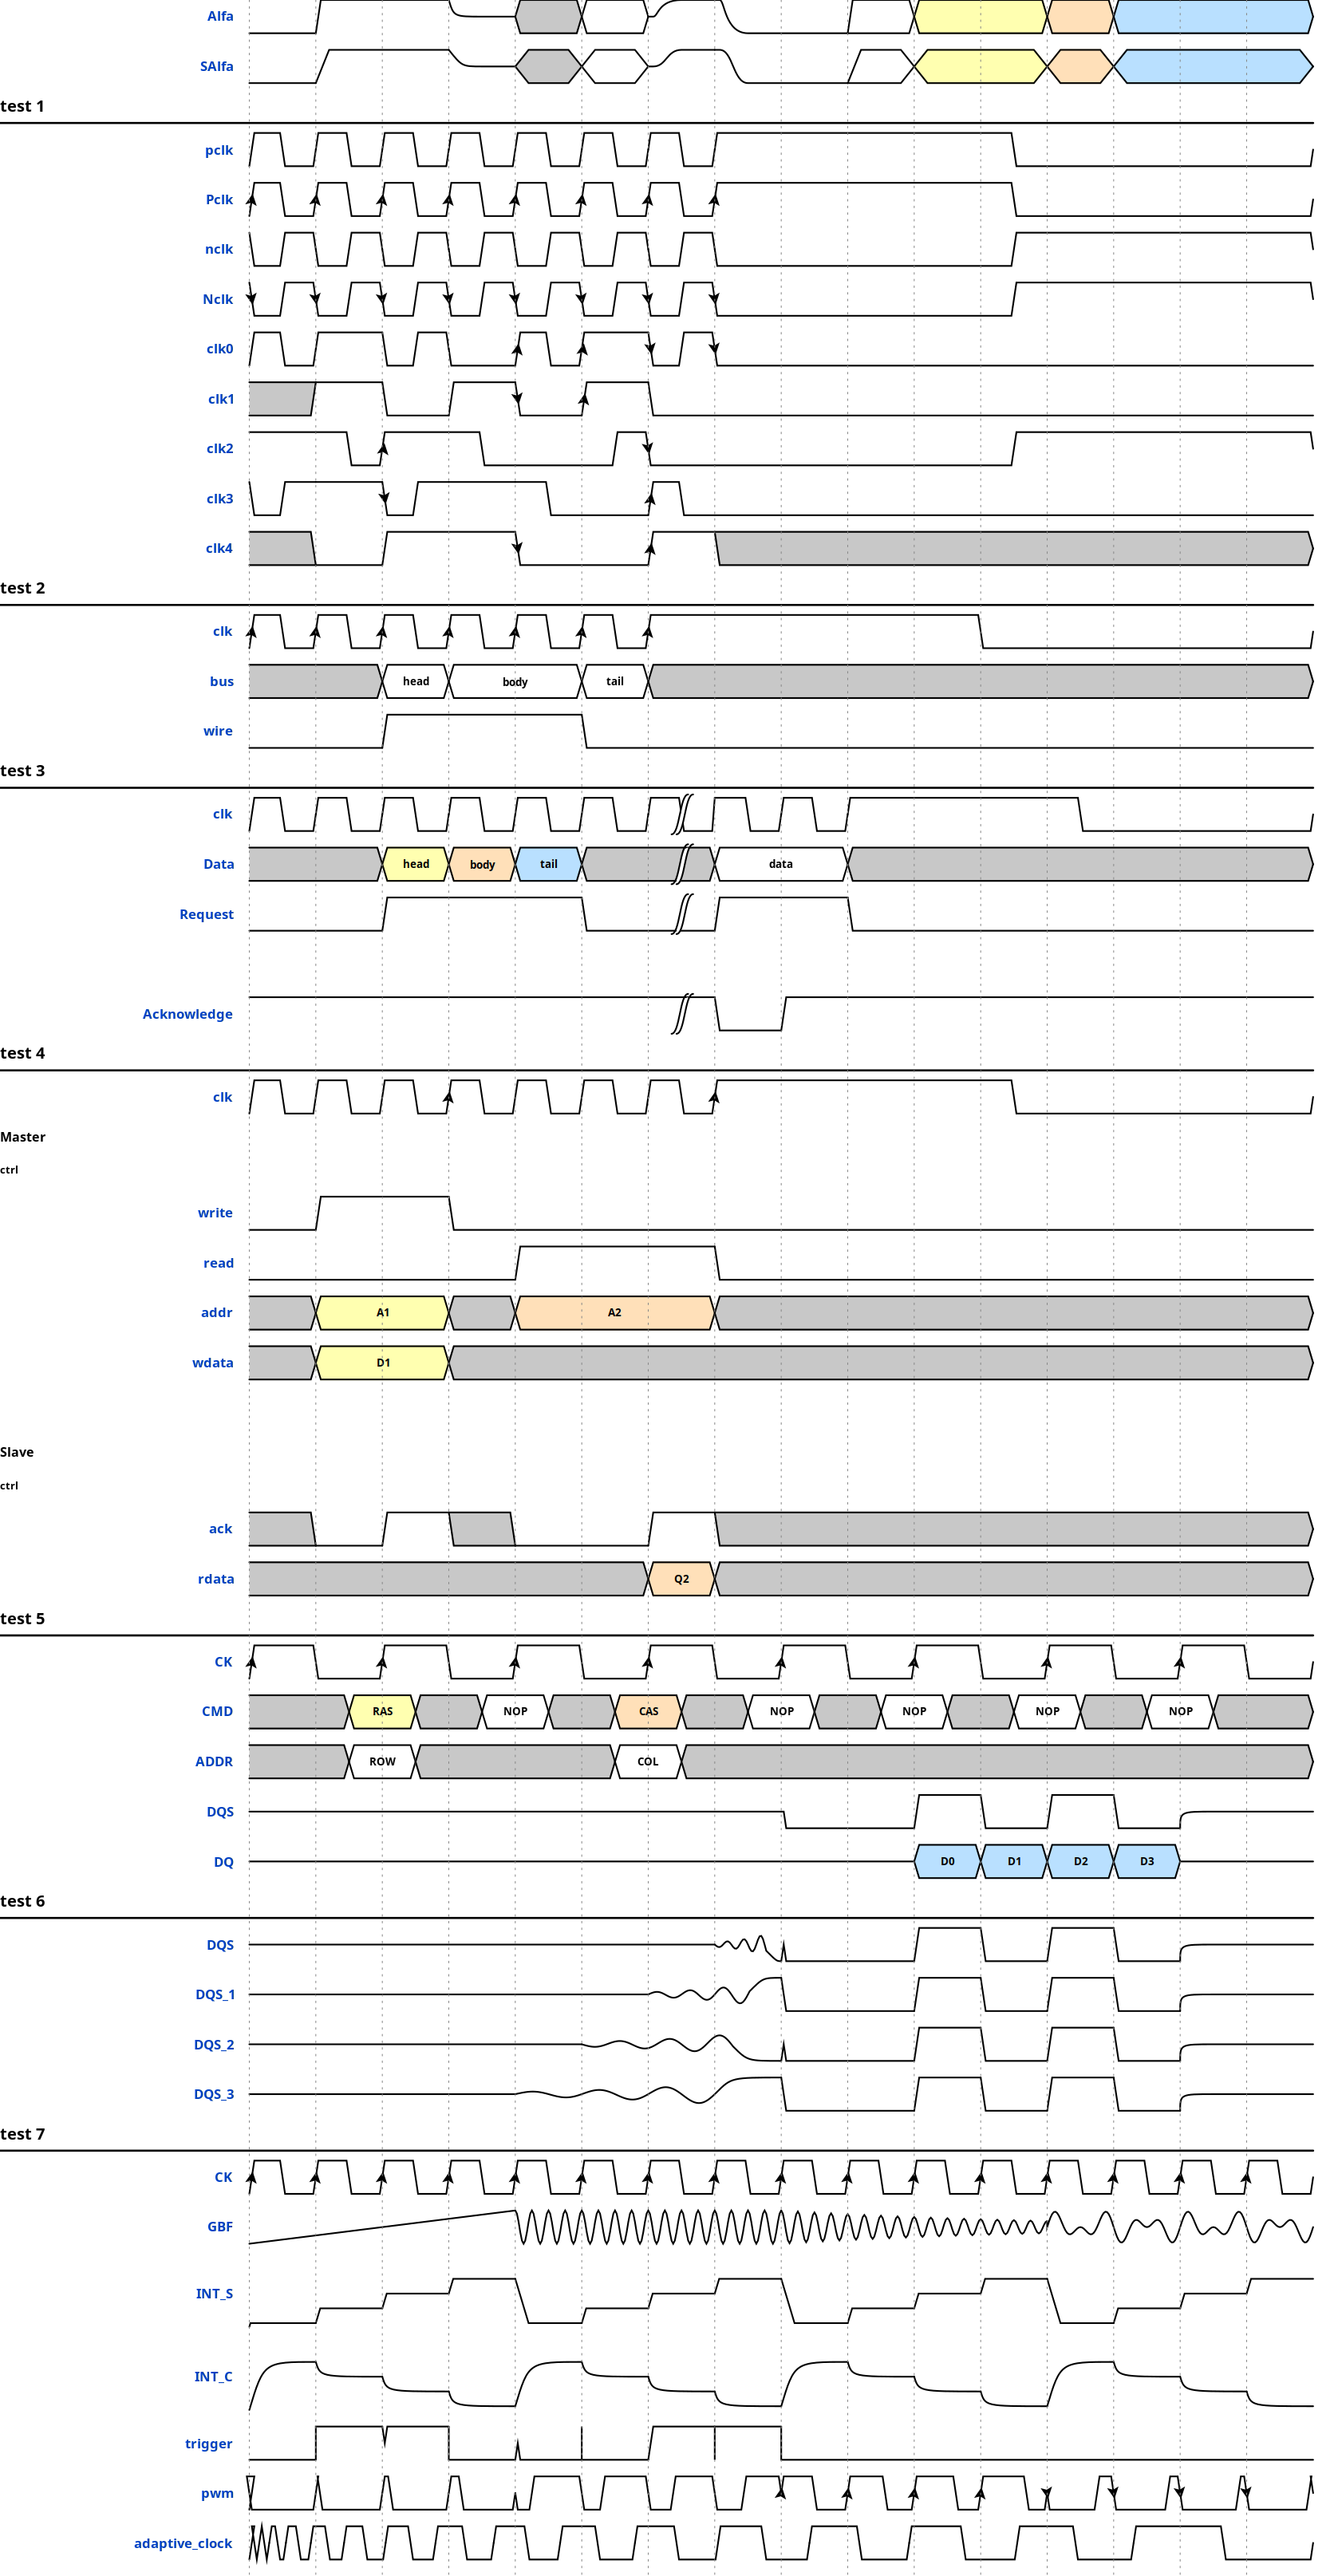 Alfa
SAlfa
test 1
pclk
Pclk
nclk
Nclk
clk0
clk1
clk2
clk3
clk4
test 2
clk
bus head body tail
wire
test 3
clk
Data head body tail data
Request
Acknowledge
test 4
clk
Master
ctrl
write
read
addr A1 A2
wdata D1
Slave
ctrl
ack
rdata Q2
test 5
CK
CMD RAS NOP CAS NOP NOP NOP NOP
ADDR ROW COL
DQS
DQ D0 D1 D2 D3
test 6
DQS
DQS_1
DQS_2
DQS_3
test 7
CK
GBF
INT_S
INT_C
trigger
pwm
adaptive_clock